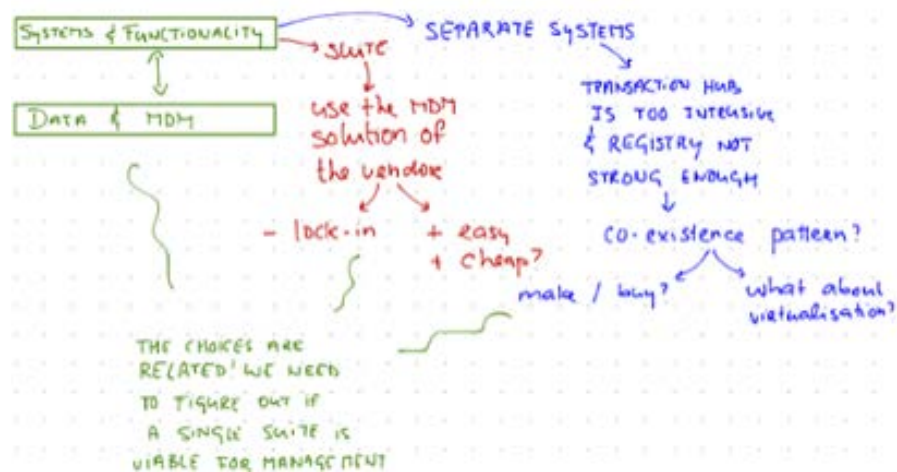 SYSTEMS & FUNCTIONALITY
DATA & MDM
SUITE
use the MDM
solution of
the vendor
- lock-in
+ easy
+ cheap?
SEPARATE SYSTEMS
TRANSACTION HUB
IS TOO INTENSIVE
& REGISTRY NOT
STRONG ENOUGH
co-existence pattern?
make / buy?
what about
virtualisation?
THE CHOICES ARE
RELATED! WE NEED
TO FIGURE OUT IF
A SINGLE SUITE IS
VIABLE FOR MANAGEMENT